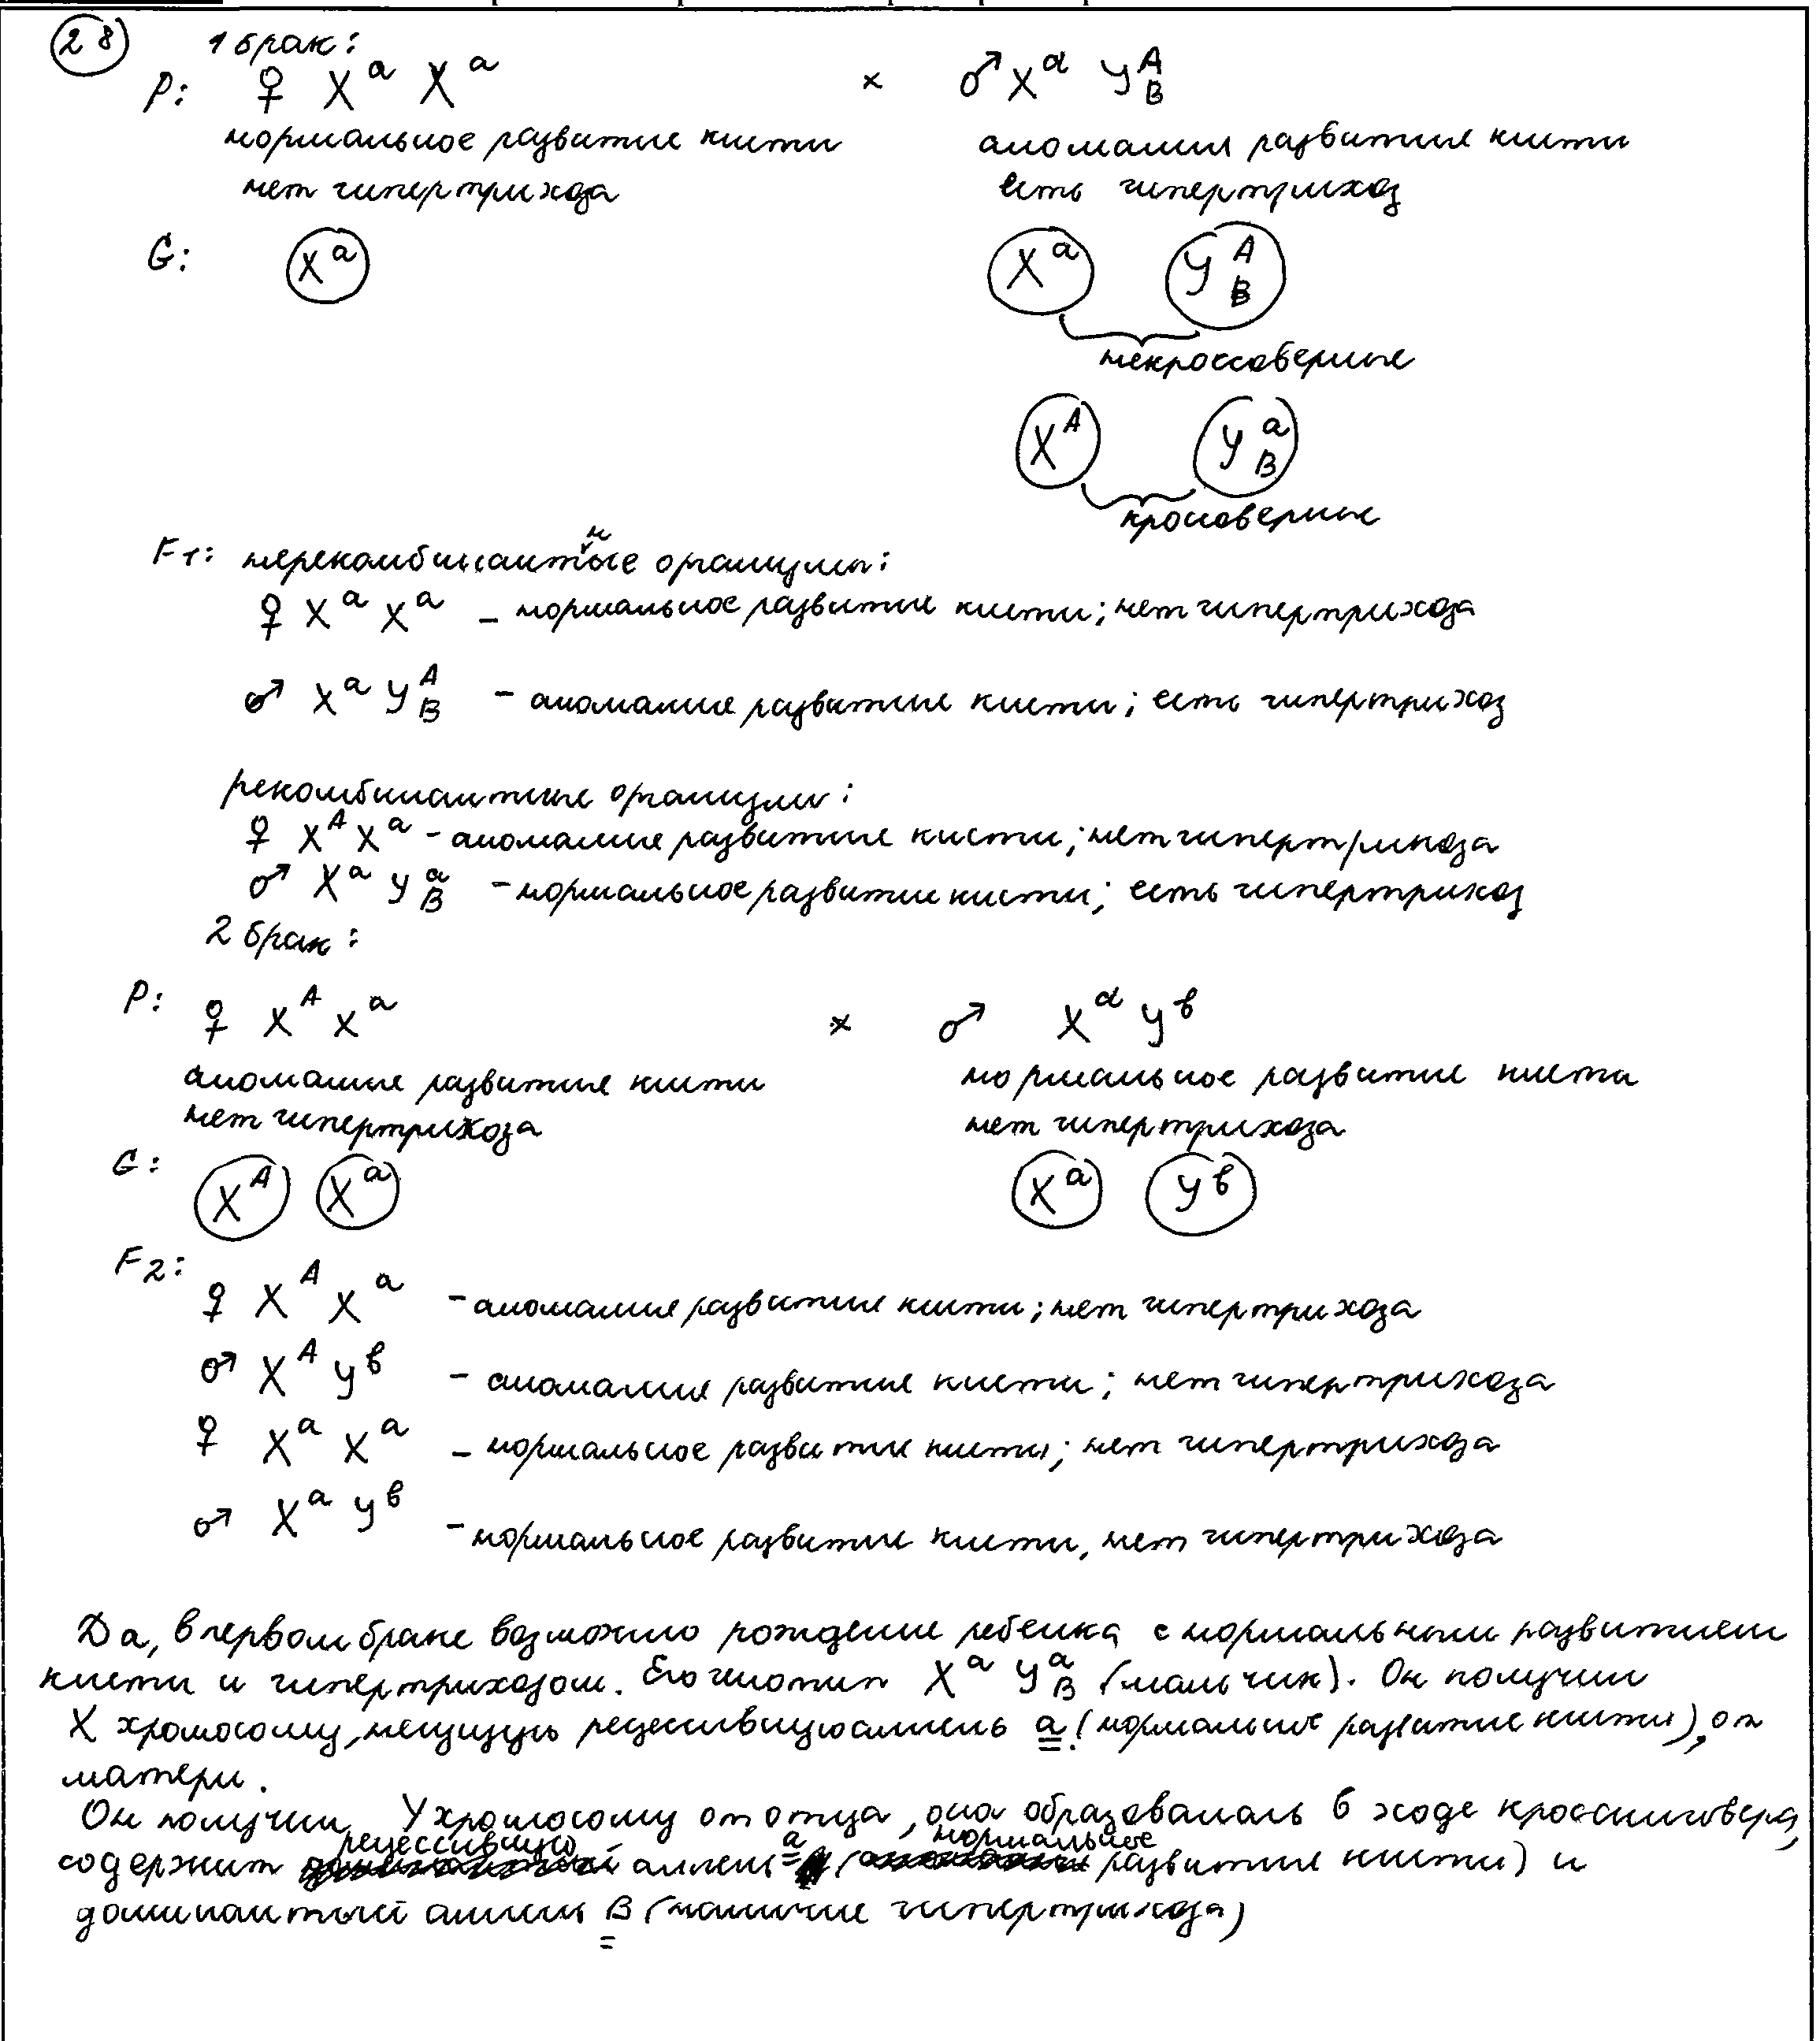 28 1 брак:
P: ♀ X^a X^a × ♂ X^a Y^A_B
нормальное развитие кисти аномалия развития кисти
нет гипертрихоза есть гипертрихоз
G: X^a X^a Y^A_B
некроссоверные
X^A Y^a_B
кроссоверные
F1: нерекомбинантные организмы:
♀ X^a X^a – нормальное развитие кисти; нет гипертрихоза
♂ X^a Y^A_B – аномалия развития кисти; есть гипертрихоз
рекомбинантные организмы:
♀ X^A X^a – аномалия развития кисти; нет гипертрихоза
♂ X^a Y^a_B – нормальное развитие кисти; есть гипертрихоз
2 брак:
P: ♀ X^A X^a × ♂ X^a Y^b
аномалия развития кисти нормальное развитие кисти
нет гипертрихоза нет гипертрихоза
G: X^A X^a X^a Y^b
F2:
♀ X^A X^a – аномалия развития кисти; нет гипертрихоза
♂ X^A Y^b – аномалия развития кисти; нет гипертрихоза
♀ X^a X^a – нормальное развитие кисти; нет гипертрихоза
♂ X^a Y^b – нормальное развитие кисти, нет гипертрихоза
Да, в первом браке возможно рождение ребенка с нормальным развитием
кисти и гипертрихозом. Его генотип X^a Y^a_B (мальчик). Он получил
X хромосому, несущую рецессивную аллель a (нормальное развитие кисти), от
матери.
Он получил Y хромосому от отца, она образовалась в ходе кроссинговера,
содержит рецессивную аллель a (нормальное развитие кисти) и
доминантный аллель B (наличие гипертрихоза)